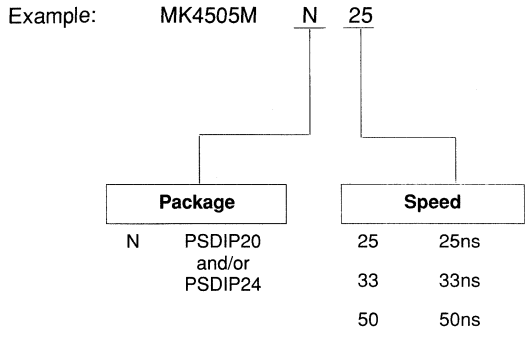 Example: MK4505M N 25
Package Speed
N PSDIP20 and/or PSDIP24
25 25ns
33 33ns
50 50ns